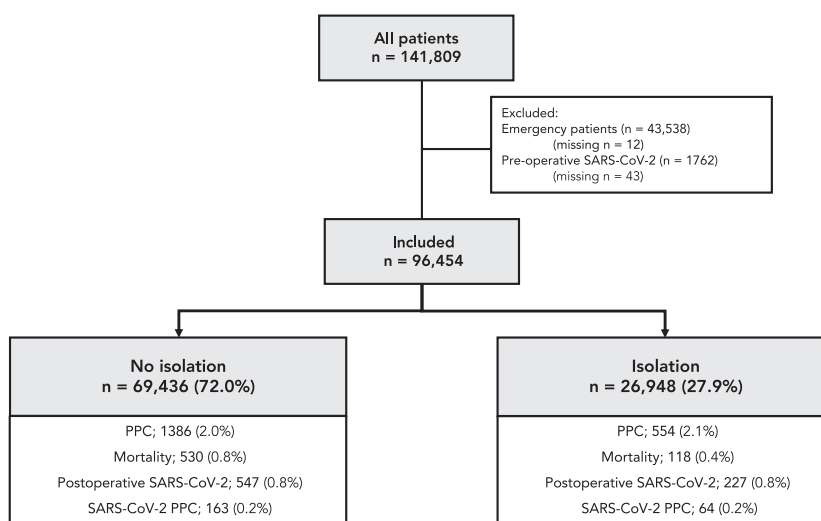 All patients
n = 141,809
Excluded:
Emergency patients (n = 43,538)
(missing n = 12)
Pre-operative SARS-CoV-2 (n = 1762)
(missing n = 43)
Included
n = 96,454
No isolation
n = 69,436 (72.0%)
PPC; 1386 (2.0%)
Mortality; 530 (0.8%)
Postoperative SARS-CoV-2; 547 (0.8%)
SARS-CoV-2 PPC; 163 (0.2%)
Isolation
n = 26,948 (27.9%)
PPC; 554 (2.1%)
Mortality; 118 (0.4%)
Postoperative SARS-CoV-2; 227 (0.8%)
SARS-CoV-2 PPC; 64 (0.2%)